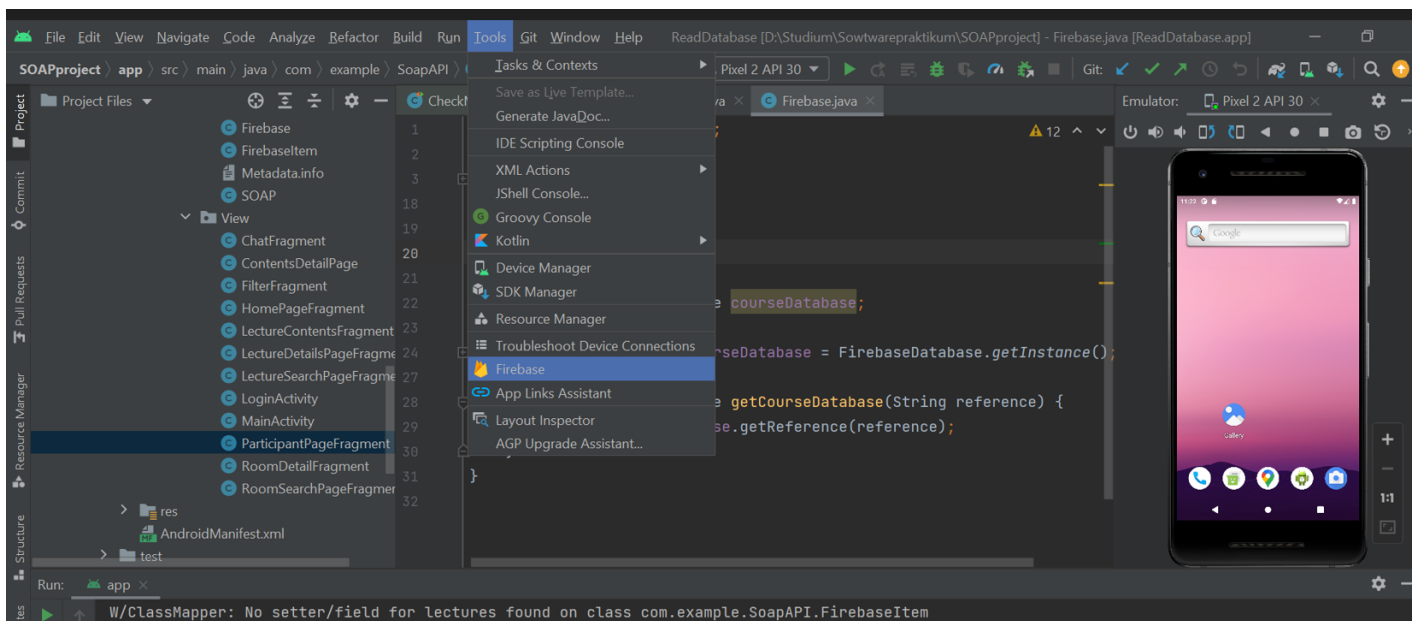 File Edit View Navigate Code Analyze Refactor Build Run Tools Git Window Help ReadDatabase [D:\Studium\Sowtwarepraktikum\SOAPproject] - Firebase.java [ReadDatabase.app]
SOAPproject app src main java com example SoapAPI Pixel 2 API 30 Git:
Project Files
Firebase.java
Emulator: Pixel 2 API 30
Project
Commit
Pull Requests
Resource Manager
Structure
Firebase
FirebaseItem
Metadata.info
SOAP
View
ChatFragment
ContentsDetailPage
FilterFragment
HomePageFragment
LectureContentsFragment
LectureDetailsPageFragme
LectureSearchPageFragme
LoginActivity
MainActivity
ParticipantPageFragment
RoomDetailFragment
RoomSearchPageFragmer
res
AndroidManifest.xml
test
Tasks & Contexts
Save as Live Template...
Generate JavaDoc...
IDE Scripting Console
XML Actions
JShell Console...
Groovy Console
Kotlin
Device Manager
SDK Manager
Resource Manager
Troubleshoot Device Connections
Firebase
App Links Assistant
Layout Inspector
AGP Upgrade Assistant...
12
1
2
3
18
19
20
21
22 courseDatabase;
23
24 rseDatabase = FirebaseDatabase.getInstance();
27
28 getCourseDatabase(String reference) {
29 se.getReference(reference);
30
31 }
32
11:22
Google
Gallery
1:1
Run: app
W/ClassMapper: No setter/field for lectures found on class com.example.SoapAPI.FirebaseItem